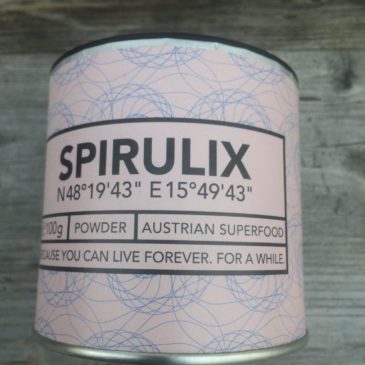 SPIRULIX
N48°19'43" E15°49'43"
100g POWDER AUSTRIAN SUPERFOOD
YOU CAN LIVE FOREVER. FOR A WHILE.